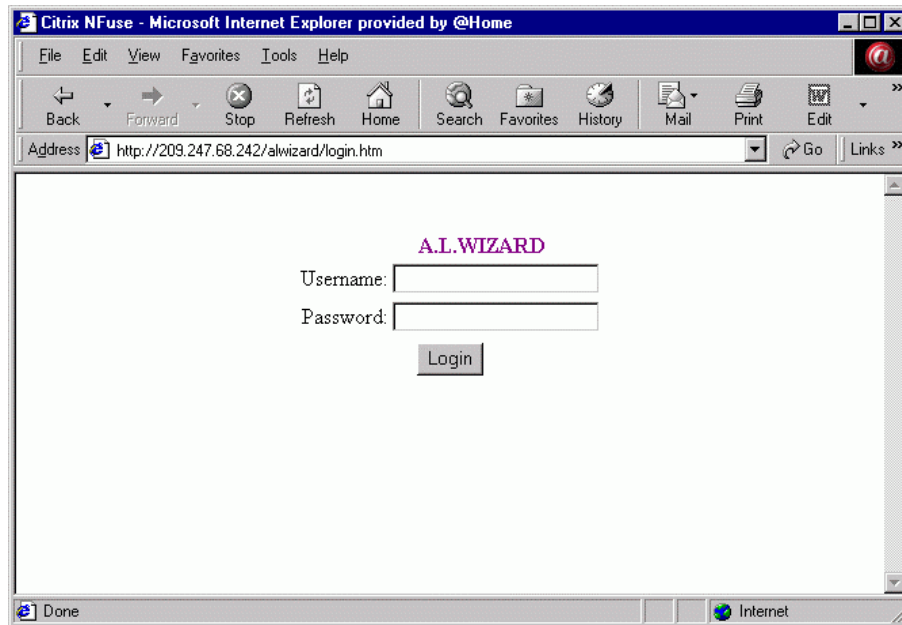 Citrix NFuse - Microsoft Internet Explorer provided by @Home
File Edit View Favorites Tools Help
Back Forward Stop Refresh Home Search Favorites History Mail Print Edit »
Address http://209.247.68.242/alwizard/login.htm Go Links »
A.L.WIZARD
Username:
Password:
Login
Done Internet